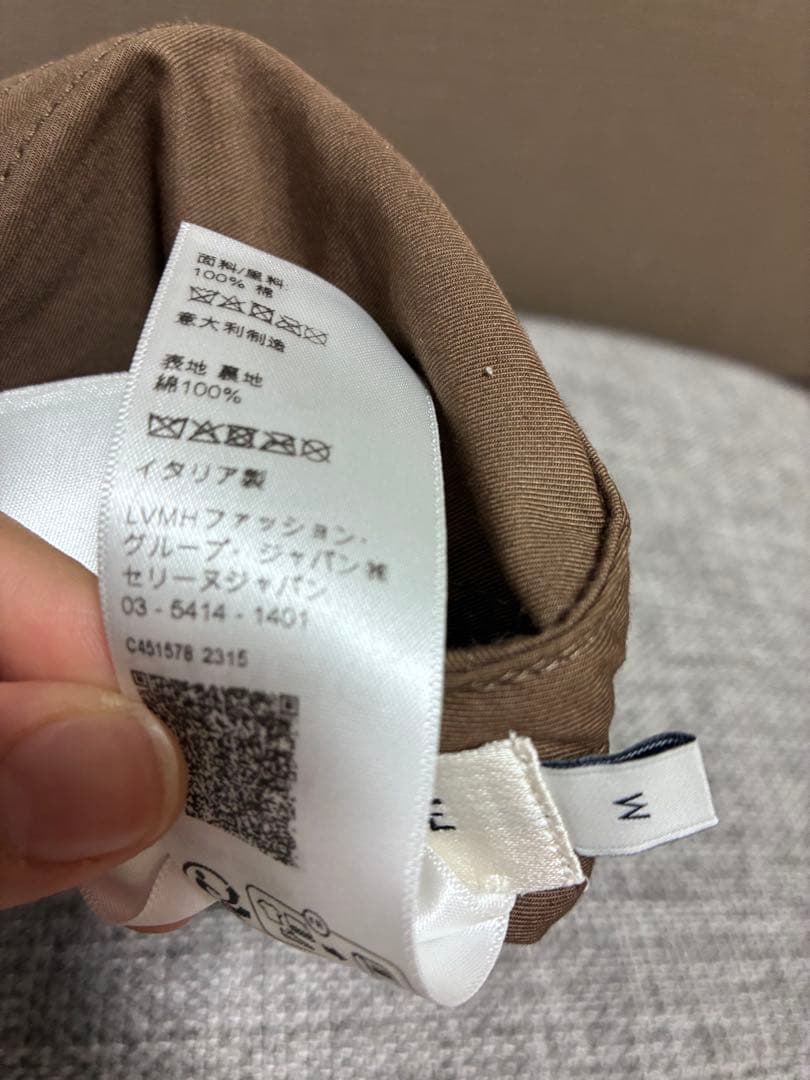 面料/里料:
100% 棉
意大利制造
表地 裏地
綿100%
イタリア製
LVMHファッション・
グループ・ジャパン㈱
セリーヌジャパン
03 - 5414 - 1401
C451578 2315
M